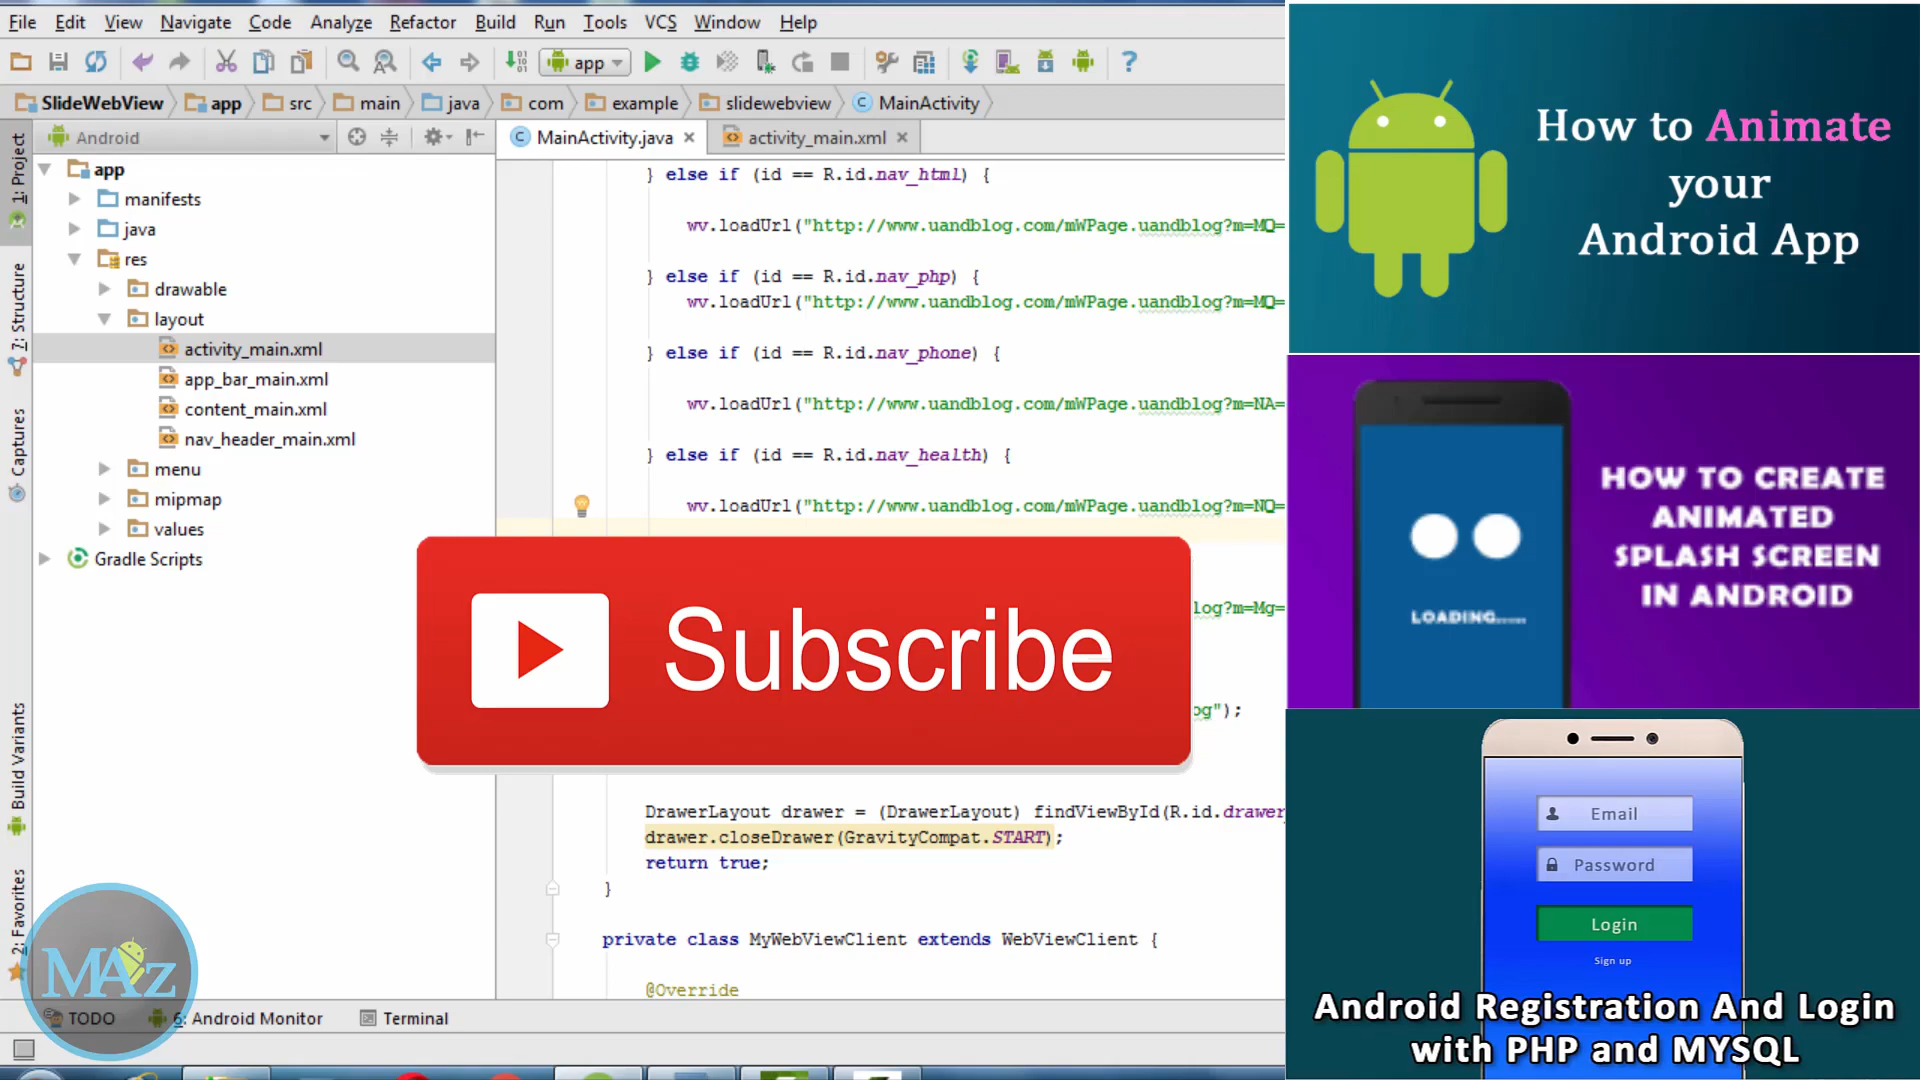 File Edit View Navigate Code Analyze Refactor Build Run Tools VCS Window Help
app
SlideWebView app src main java com example slidewebview MainActivity
1: Project
7: Structure
Captures
Build Variants
2: Favorites
Android
app
manifests
java
res
drawable
layout
activity_main.xml
app_bar_main.xml
content_main.xml
nav_header_main.xml
menu
mipmap
values
Gradle Scripts
MainActivity.java activity_main.xml
} else if (id == R.id.nav_html) {
wv.loadUrl("http://www.uandblog.com/mWPage.uandblog?m=MQ=
} else if (id == R.id.nav_php) {
wv.loadUrl("http://www.uandblog.com/mWPage.uandblog?m=MQ=
} else if (id == R.id.nav_phone) {
wv.loadUrl("http://www.uandblog.com/mWPage.uandblog?m=NA=
} else if (id == R.id.nav_health) {
wv.loadUrl("http://www.uandblog.com/mWPage.uandblog?m=NQ=
log?m=Mg=
og");
Subscribe
DrawerLayout drawer = (DrawerLayout) findViewById(R.id.drawer
drawer.closeDrawer(GravityCompat.START);
return true;
}
private class MyWebViewClient extends WebViewClient {
@Override
MAz
TODO 6: Android Monitor Terminal
How to Animate
your
Android App
HOW TO CREATE
ANIMATED
SPLASH SCREEN
IN ANDROID
LOADING......
Email
Password
Login
Sign up
Android Registration And Login
with PHP and MYSQL